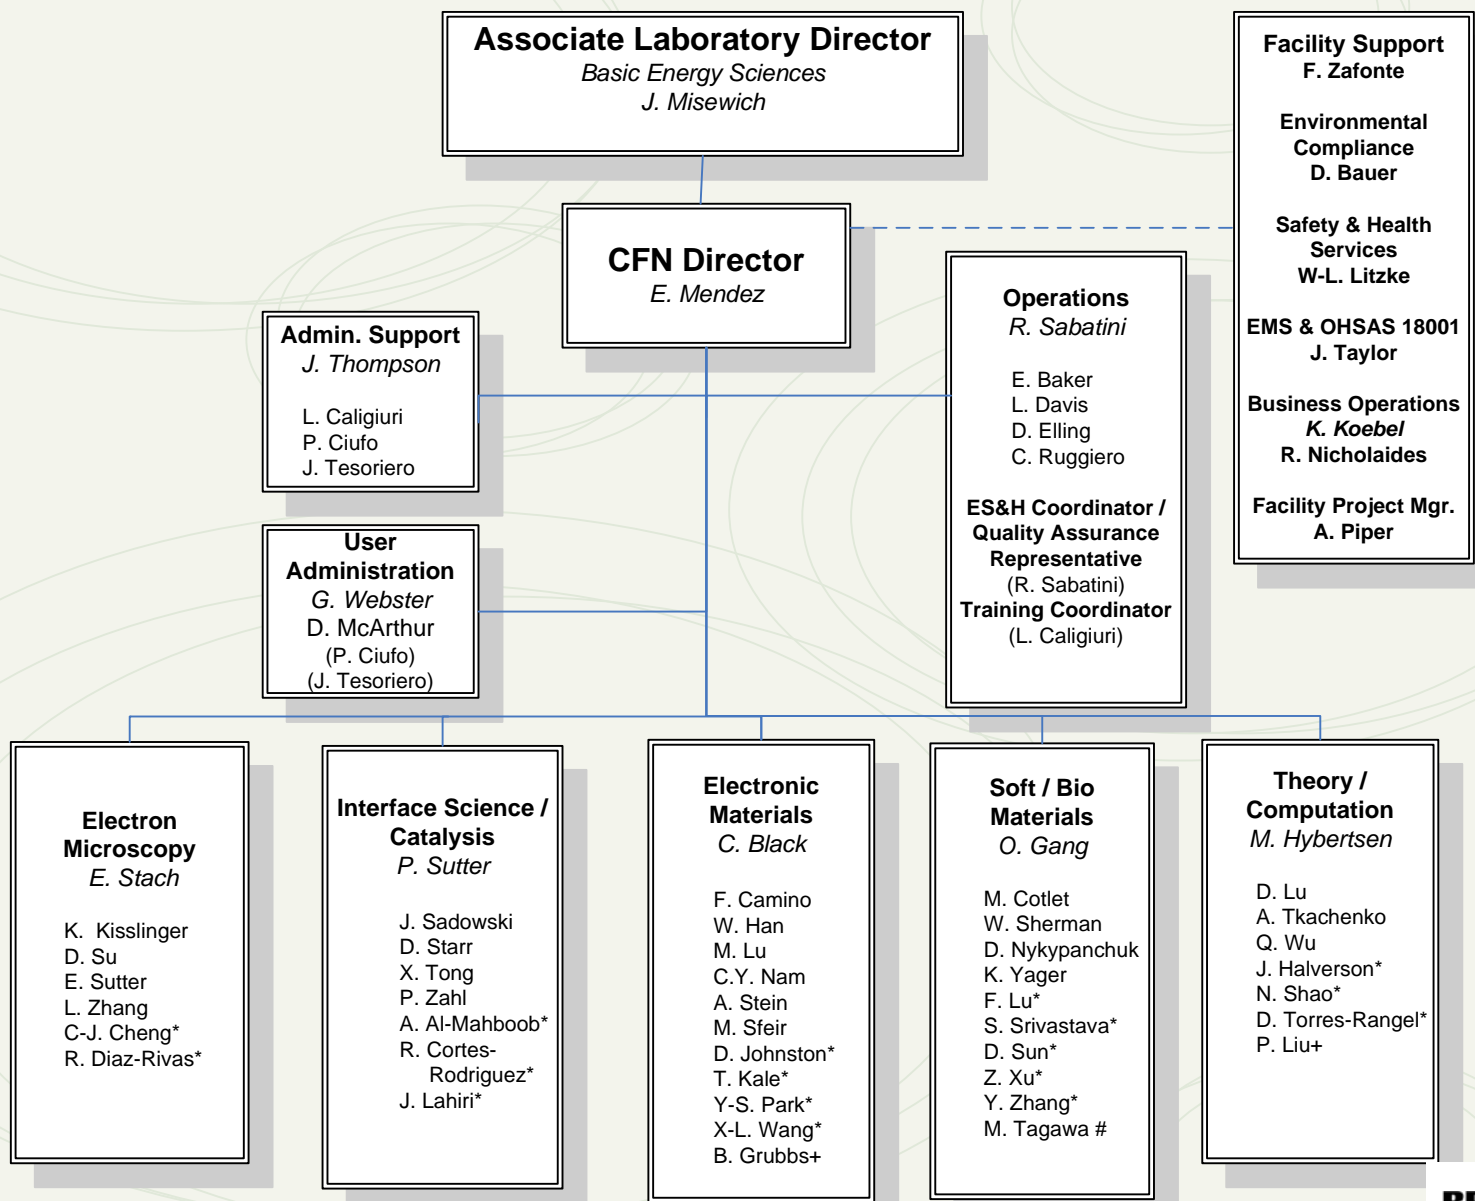 Associate Laboratory Director
Basic Energy Sciences
J. Misewich
Facility Support
F. Zafonte
Environmental
Compliance
D. Bauer
Safety & Health
Services
W-L. Litzke
EMS & OHSAS 18001
J. Taylor
Business Operations
K. Koebel
R. Nicholaides
Facility Project Mgr.
A. Piper
CFN Director
E. Mendez
Admin. Support
J. Thompson
L. Caligiuri
P. Ciufo
J. Tesoriero
Operations
R. Sabatini
E. Baker
L. Davis
D. Elling
C. Ruggiero
ES&H Coordinator /
Quality Assurance
Representative
(R. Sabatini)
Training Coordinator
(L. Caligiuri)
User
Administration
G. Webster
D. McArthur
(P. Ciufo)
(J. Tesoriero)
Electron
Microscopy
E. Stach
K. Kisslinger
D. Su
E. Sutter
L. Zhang
C-J. Cheng*
R. Diaz-Rivas*
Interface Science /
Catalysis
P. Sutter
J. Sadowski
D. Starr
X. Tong
P. Zahl
A. Al-Mahboob*
R. Cortes-
Rodriguez*
J. Lahiri*
Electronic
Materials
C. Black
F. Camino
W. Han
M. Lu
C.Y. Nam
A. Stein
M. Sfeir
D. Johnston*
T. Kale*
Y-S. Park*
X-L. Wang*
B. Grubbs+
Soft / Bio
Materials
O. Gang
M. Cotlet
W. Sherman
D. Nykypanchuk
K. Yager
F. Lu*
S. Srivastava*
D. Sun*
Z. Xu*
Y. Zhang*
M. Tagawa #
Theory /
Computation
M. Hybertsen
D. Lu
A. Tkachenko
Q. Wu
J. Halverson*
N. Shao*
D. Torres-Rangel*
P. Liu+